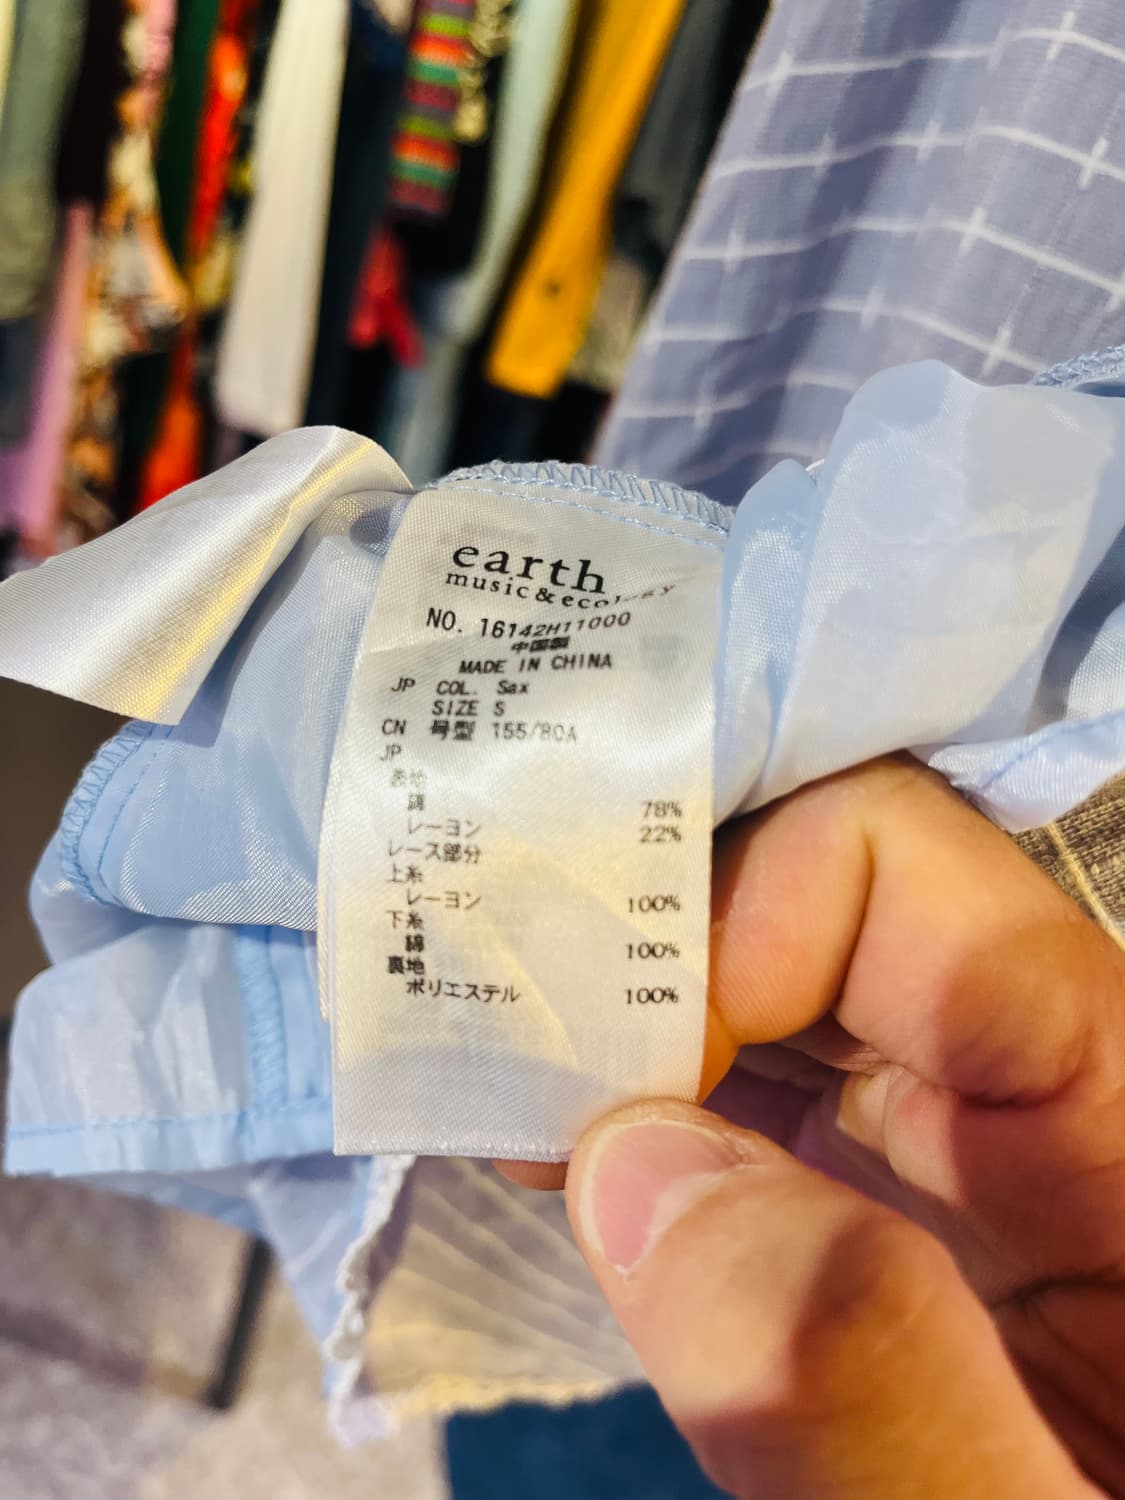 earth
music&ecology
NO. 16142H11000
中国製
MADE IN CHINA
JP COL. Sax
SIZE S
CN 号型 155/80A
JP
表地
綿 78%
レーヨン 22%
レース部分
上糸
レーヨン 100%
下糸
綿 100%
裏地
ポリエステル 100%